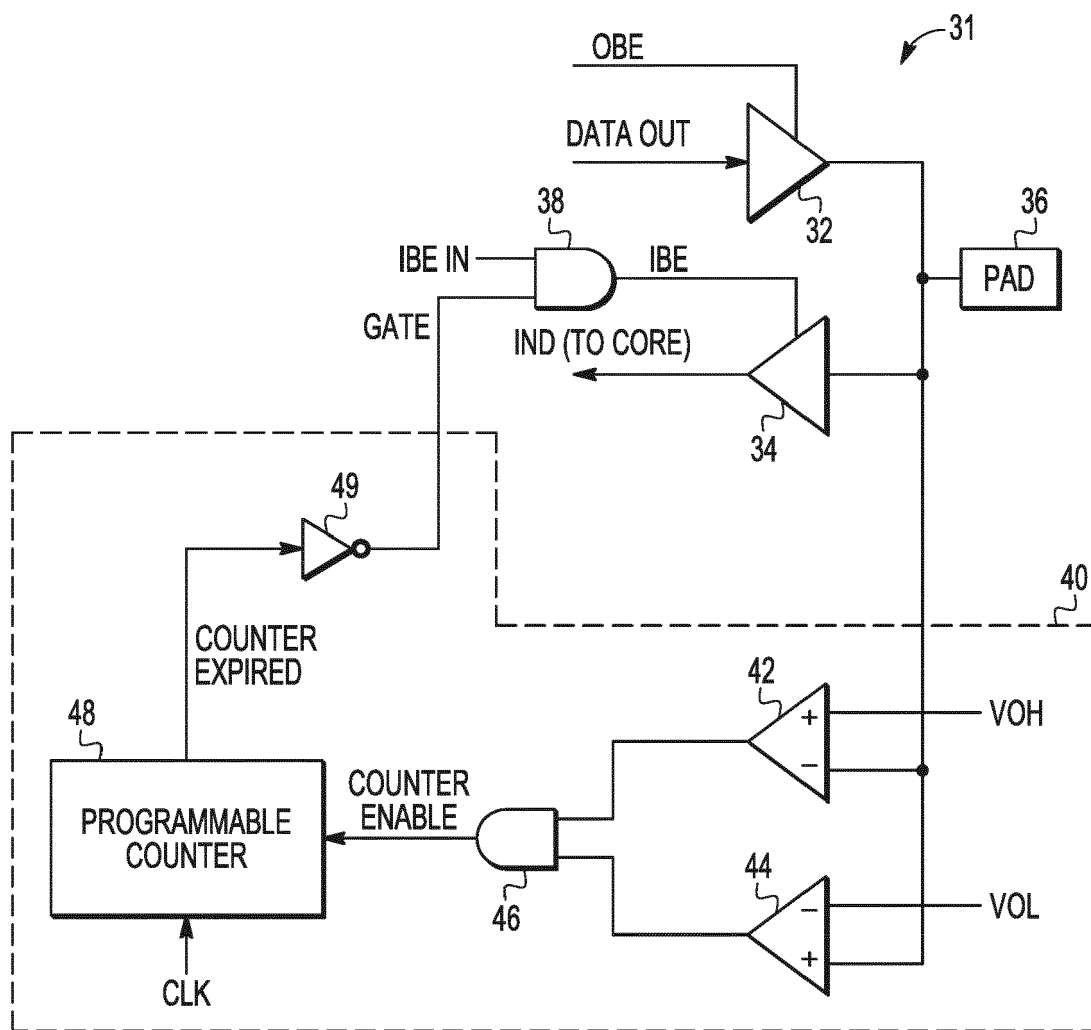 31
OBE
DATA OUT
32
38
36
IBE IN
IBE
PAD
GATE
IND (TO CORE)
34
49
40
COUNTER
EXPIRED
42
VOH
48
COUNTER
ENABLE
PROGRAMMABLE
COUNTER
46
44
VOL
CLK
+
−
−
+